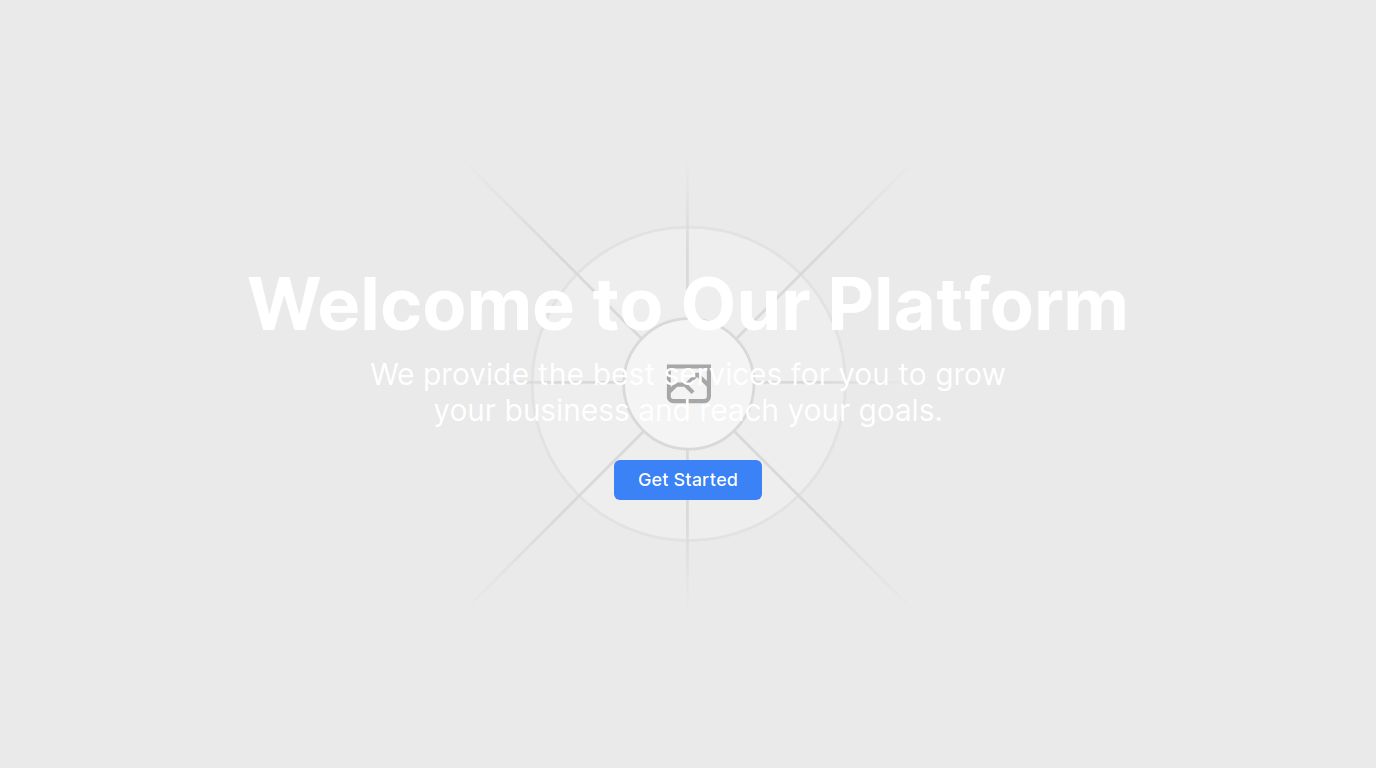 Welcome to Our Platform
We provide the best services for you to grow
your business and reach your goals.
Get Started